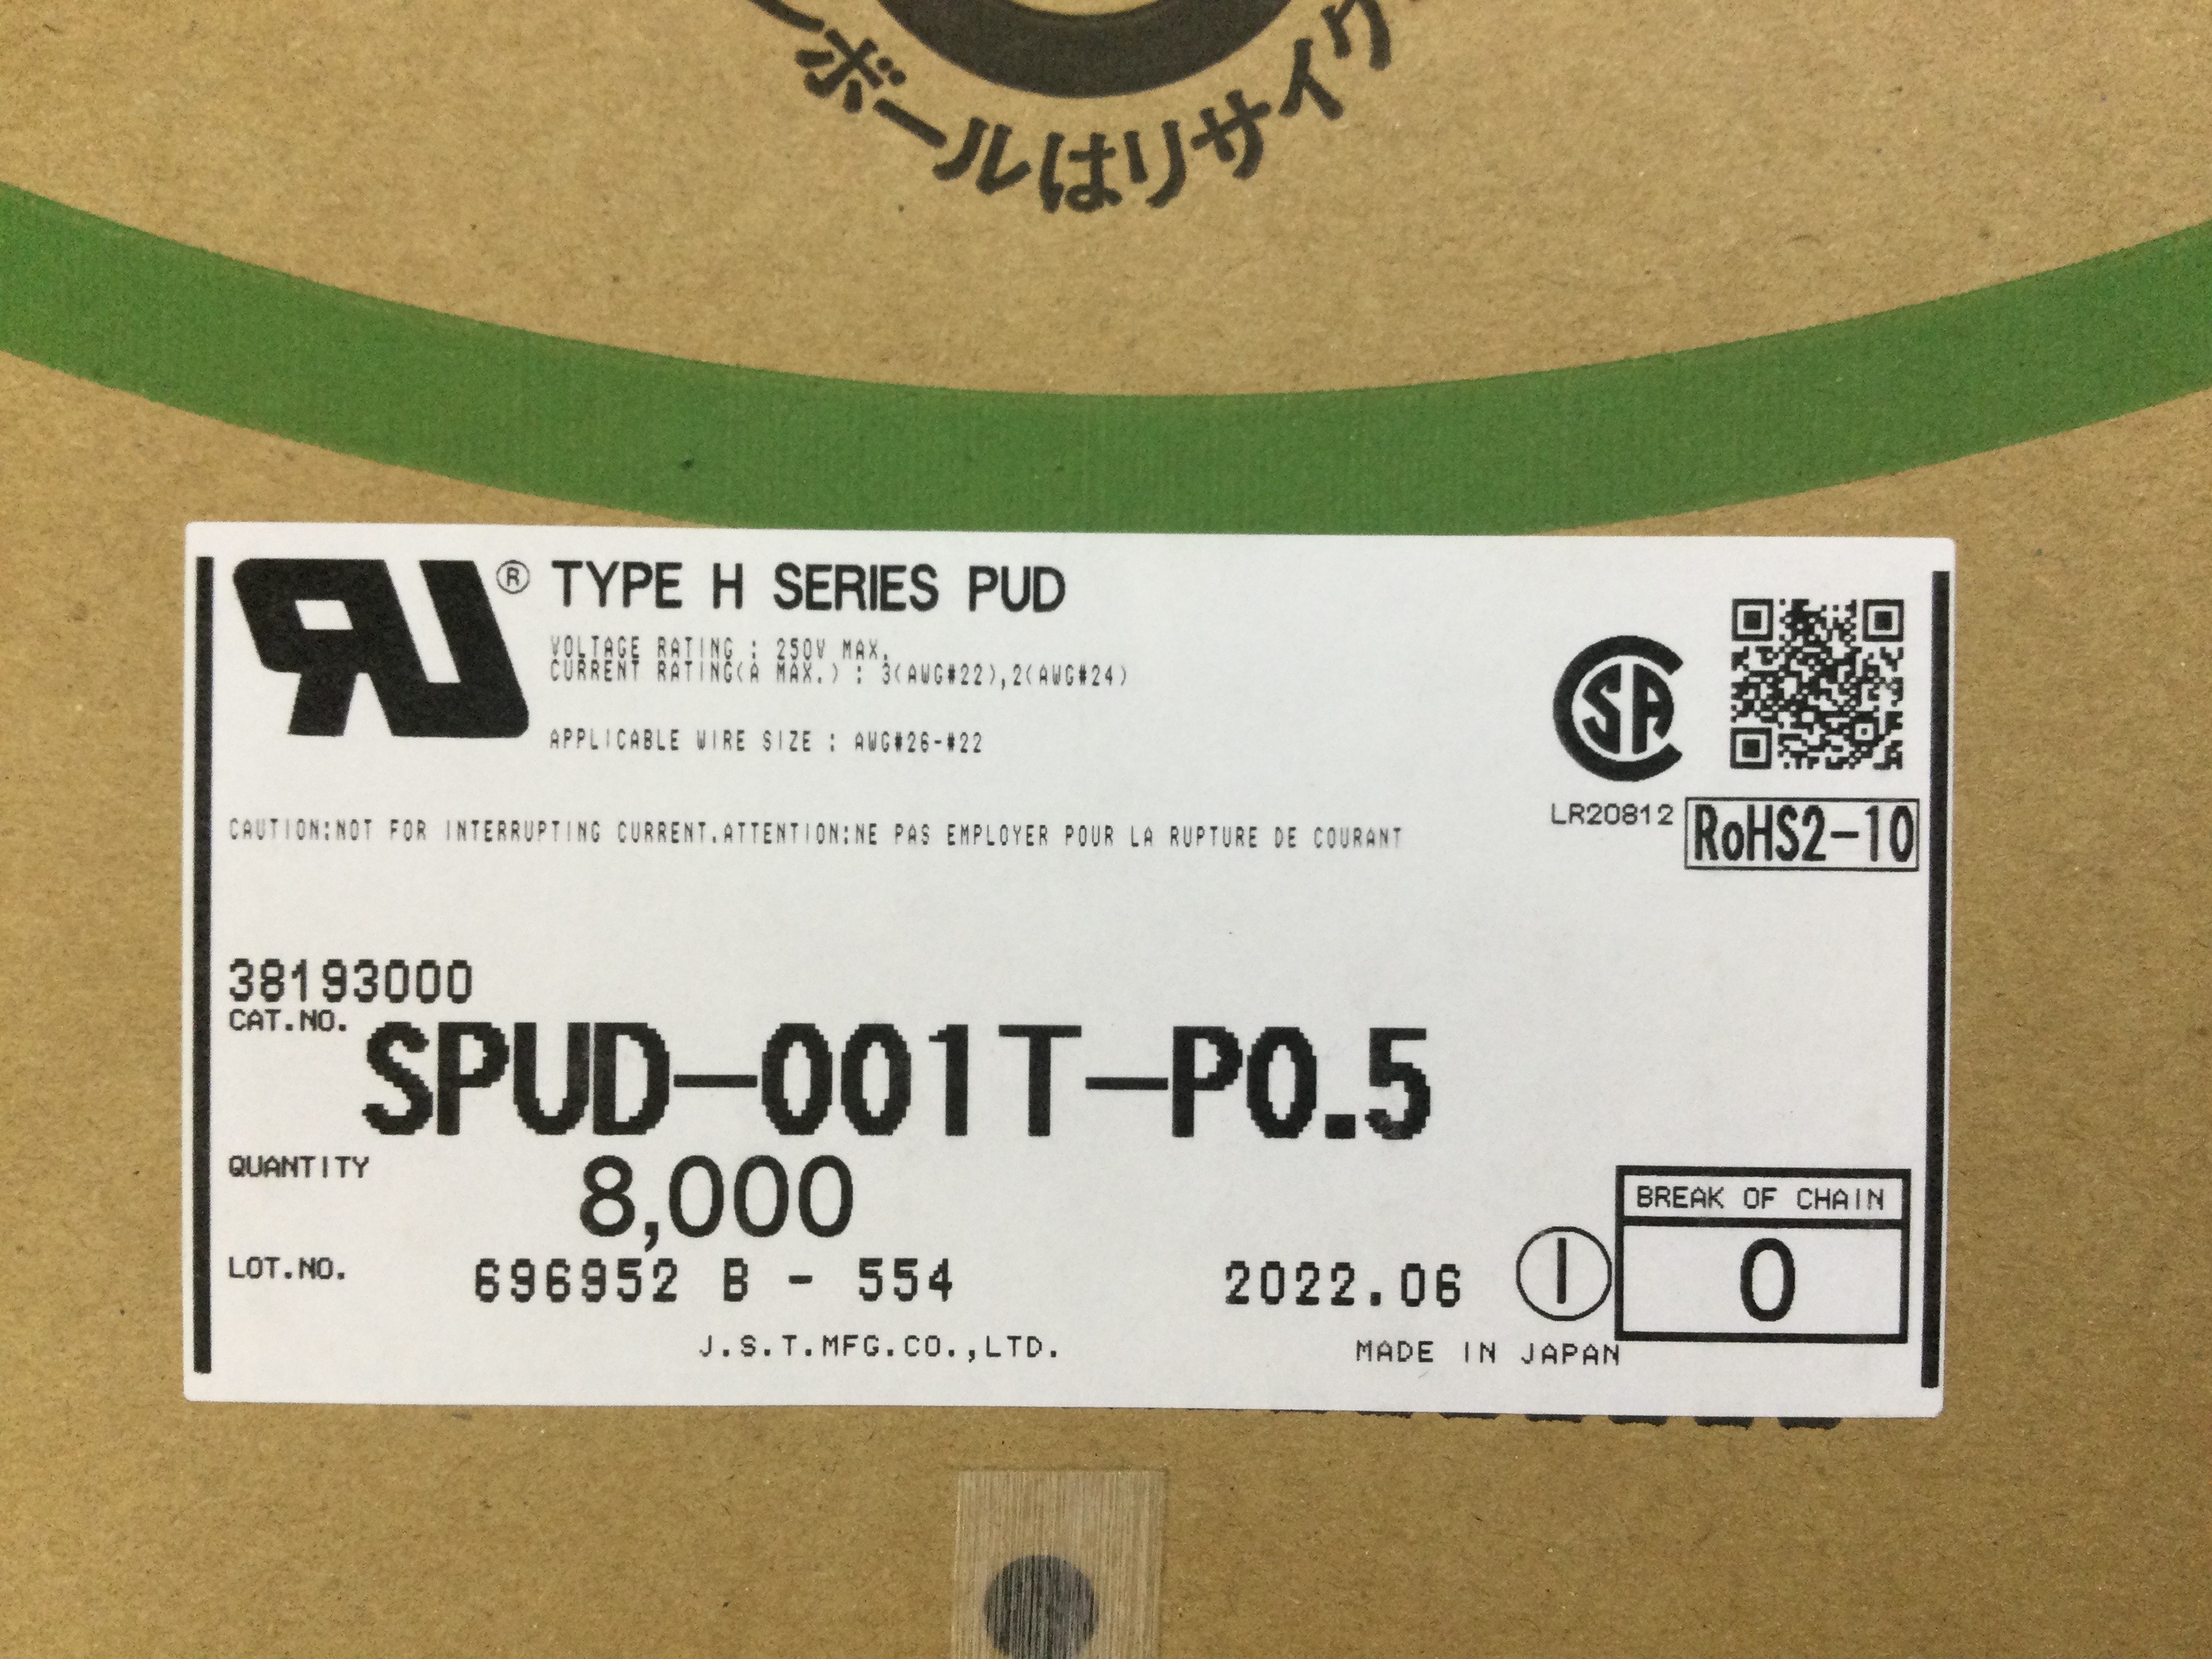 ーボールはリサイク
® TYPE H SERIES PUD
VOLTAGE RATING : 250V MAX.
CURRENT RATING(A MAX.) : 3(AWG#22),2(AWG#24)
APPLICABLE WIRE SIZE : AWG#26-#22
CAUTION:NOT FOR INTERRUPTING CURRENT.ATTENTION:NE PAS EMPLOYER POUR LA RUPTURE DE COURANT
LR20812
RoHS2-10
38193000
CAT.NO. SPUD-001T-P0.5
QUANTITY 8,000
BREAK OF CHAIN
0
LOT.NO. 696952 B - 554 2022.06 Ⓘ
J.S.T.MFG.CO.,LTD. MADE IN JAPAN